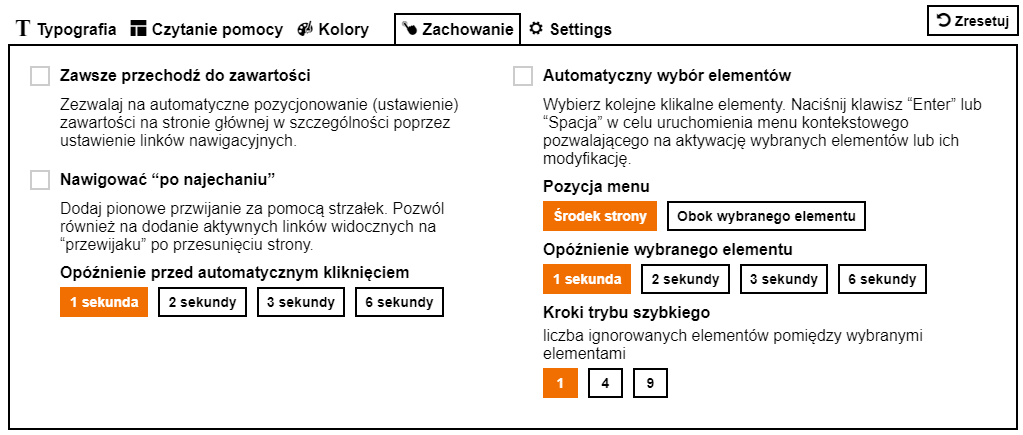 Typografia
Czytanie pomocy
Kolory
Zachowanie
Settings
Zresetuj
Zawsze przechodź do zawartości
Zezwalaj na automatyczne pozycjonowanie (ustawienie)
zawartości na stronie głównej w szczególności poprzez
ustawienie linków nawigacyjnych.
Nawigować “po najechaniu”
Dodaj pionowe przwijanie za pomocą strzałek. Pozwól
również na dodanie aktywnych linków widocznych na
“przewijaku” po przesunięciu strony.
Opóźnienie przed automatycznym kliknięciem
1 sekunda
2 sekundy
3 sekundy
6 sekundy
Automatyczny wybór elementów
Wybierz kolejne klikalne elementy. Naciśnij klawisz “Enter” lub
“Spacja” w celu uruchomienia menu kontekstowego
pozwalającego na aktywację wybranych elementów lub ich
modyfikację.
Pozycja menu
Środek strony
Obok wybranego elementu
Opóźnienie wybranego elementu
1 sekunda
2 sekundy
3 sekundy
6 sekundy
Kroki trybu szybkiego
liczba ignorowanych elementów pomiędzy wybranymi
elementami
1
4
9